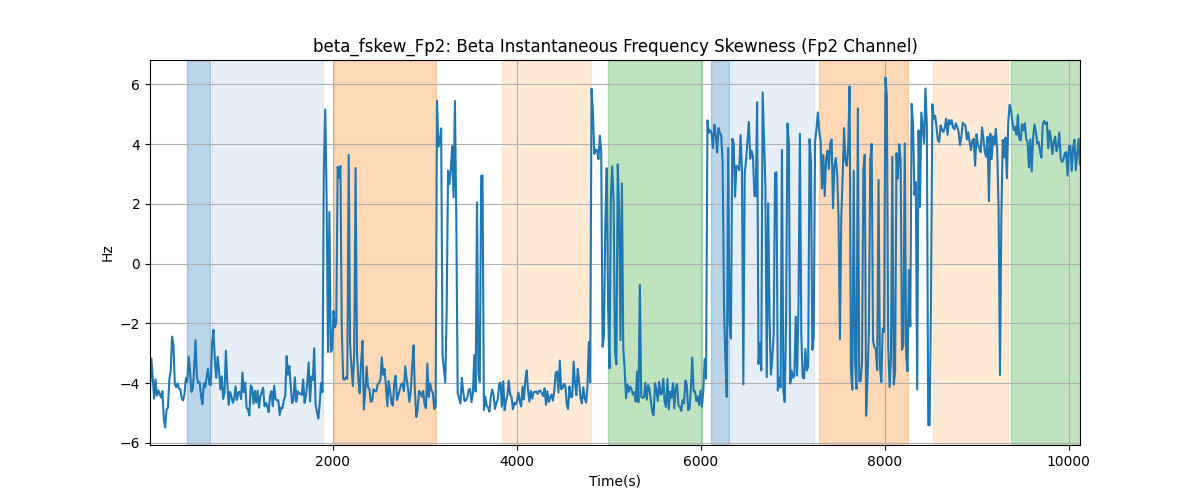 beta_fskew_Fp2: Beta Instantaneous Frequency Skewness (Fp2 Channel)
6
4
2
0
−2
−4
−6
Hz
2000 4000 6000 8000 10000
Time(s)